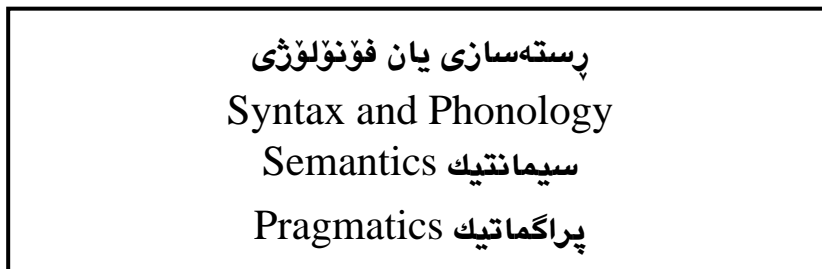 ڕستەسازی یان فۆنۆلۆژی
Syntax and Phonology
سیمانتیك Semantics
پراگماتیك Pragmatics